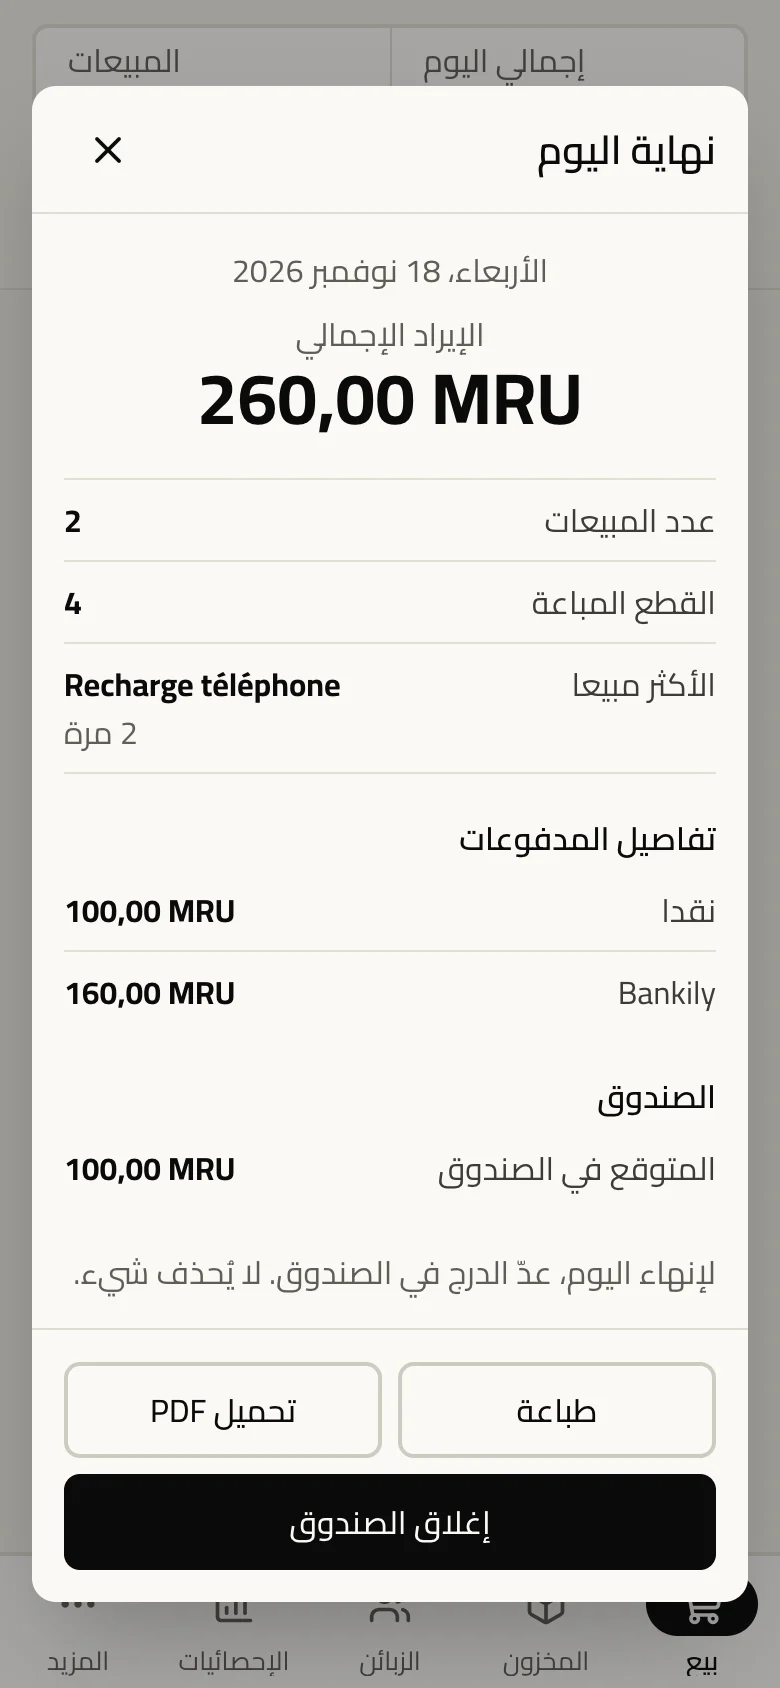 إجمالي اليوم
المبيعات
نهاية اليوم
الأربعاء، 18 نوفمبر 2026
الإيراد الإجمالي
260,00 MRU
عدد المبيعات
2
القطع المباعة
4
الأكثر مبيعا
Recharge téléphone
2 مرة
تفاصيل المدفوعات
نقدا
100,00 MRU
Bankily
160,00 MRU
الصندوق
المتوقع في الصندوق
100,00 MRU
لإنهاء اليوم، عدّ الدرج في الصندوق. لا يُحذف شيء.
طباعة
تحميل PDF
إغلاق الصندوق
بيع
المخزون
الزبائن
الإحصائيات
المزيد